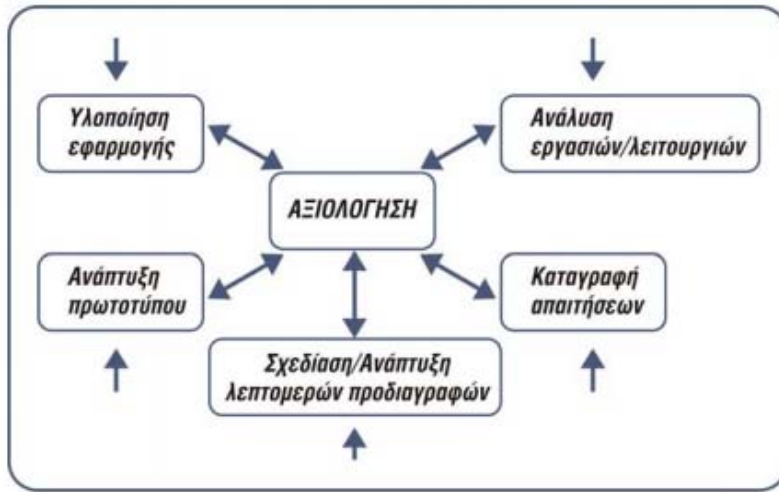 Υλοποίηση
εφαρμογής
Ανάλυση
εργασιών/λειτουργιών
ΑΞΙΟΛΟΓΗΣΗ
Ανάπτυξη
πρωτοτύπου
Καταγραφή
απαιτήσεων
Σχεδίαση/Ανάπτυξη
λεπτομερών προδιαγραφών